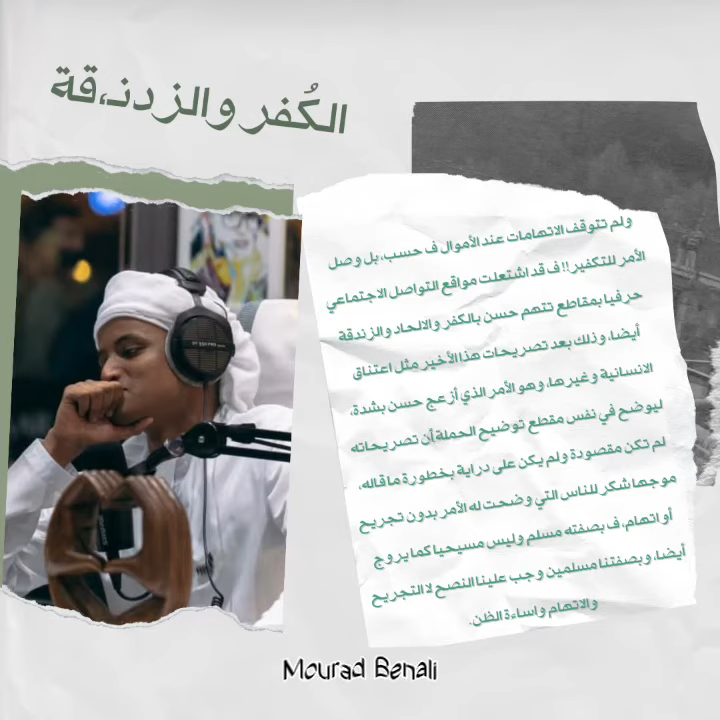 الكُفر والزدنـ،قة
ولم تتوقف الاتهامات عند الأموال ف حسب، بل وصل
الأمر للتكفير!! ف قد اشتعلت مواقع التواصل الاجتماعي
حرفيا بمقاطع تتهم حسن بالكفر والالحاد والزندقة
أيضا، وذلك بعد تصريحات هذا الأخير مثل اعتناق
الانسانية وغيرها، وهو الأمر الذي أزعج حسن بشدة،
ليوضح في نفس مقطع توضيح الحملة أن تصريحاته
لم تكن مقصودة ولم يكن على دراية بخطورة ما قاله،
موجها شكر للناس التي وضحت له الأمر بدون تجريح
أو اتهام، ف بصفته مسلم وليس مسيحيا كما يروج
أيضا، وبصفتنا مسلمين وجب علينا النصح لا التجريح
والاتهام واساءة الظن.
Mourad Benali